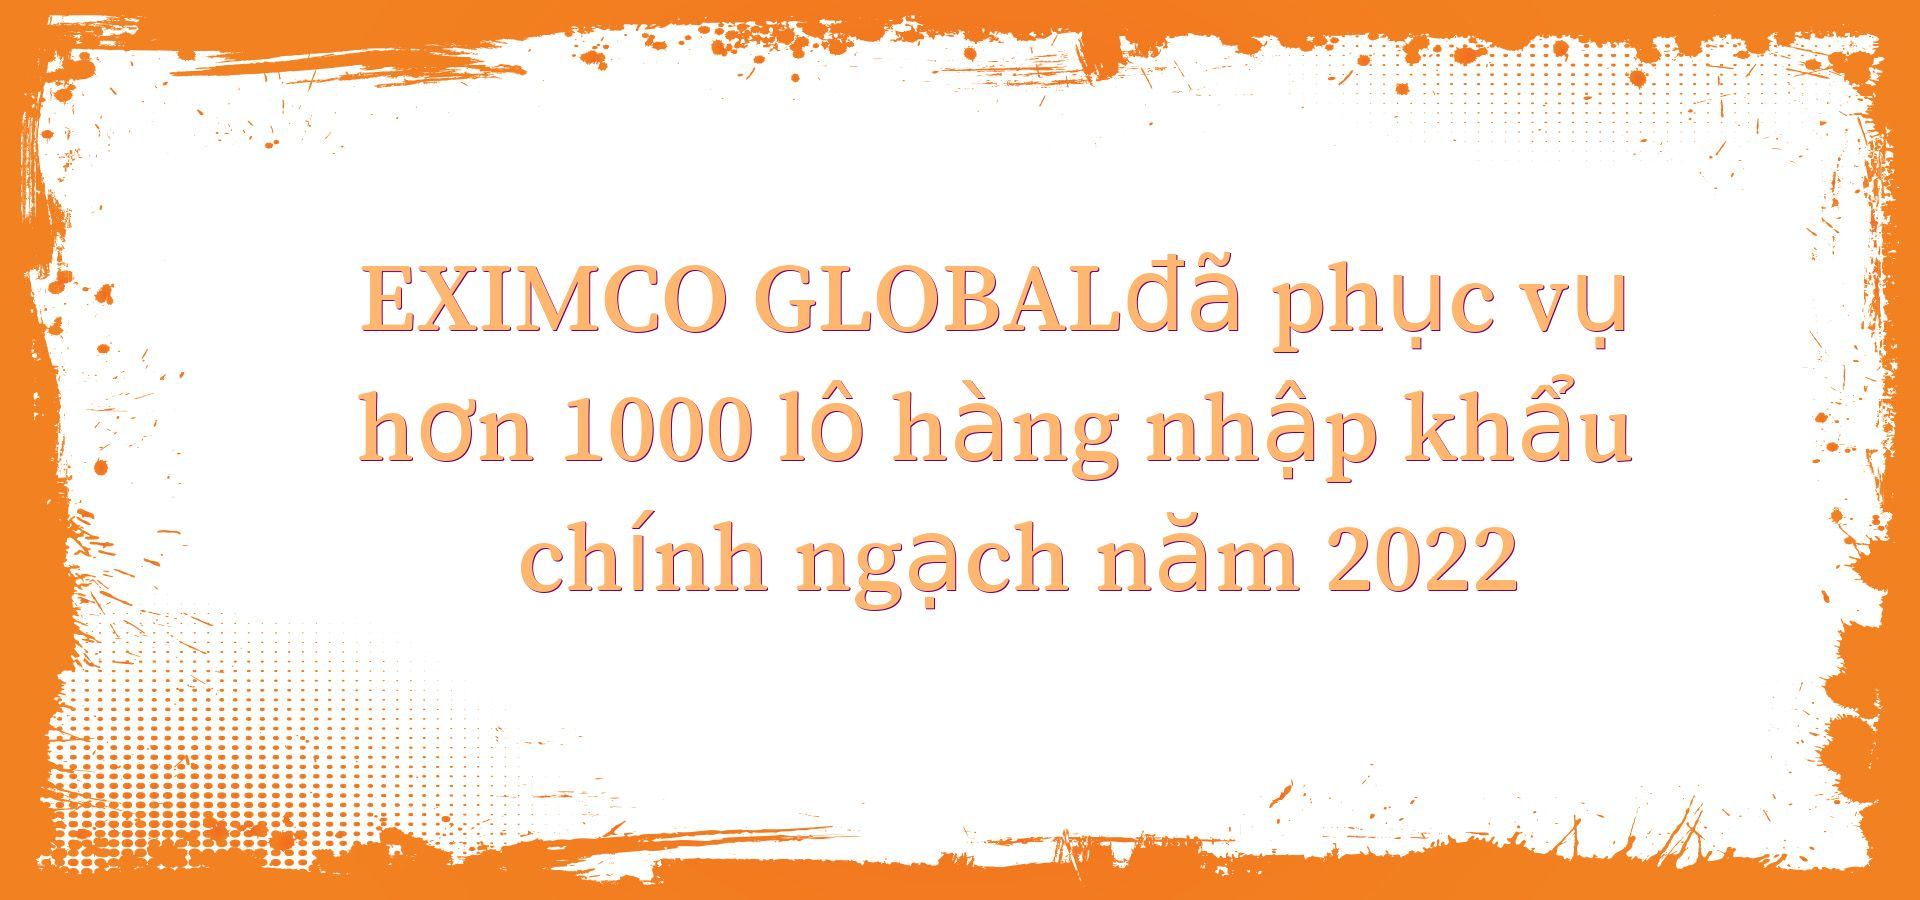 EXIMCO GLOBALđã phục vụ
hơn 1000 lô hàng nhập khẩu
chính ngạch năm 2022